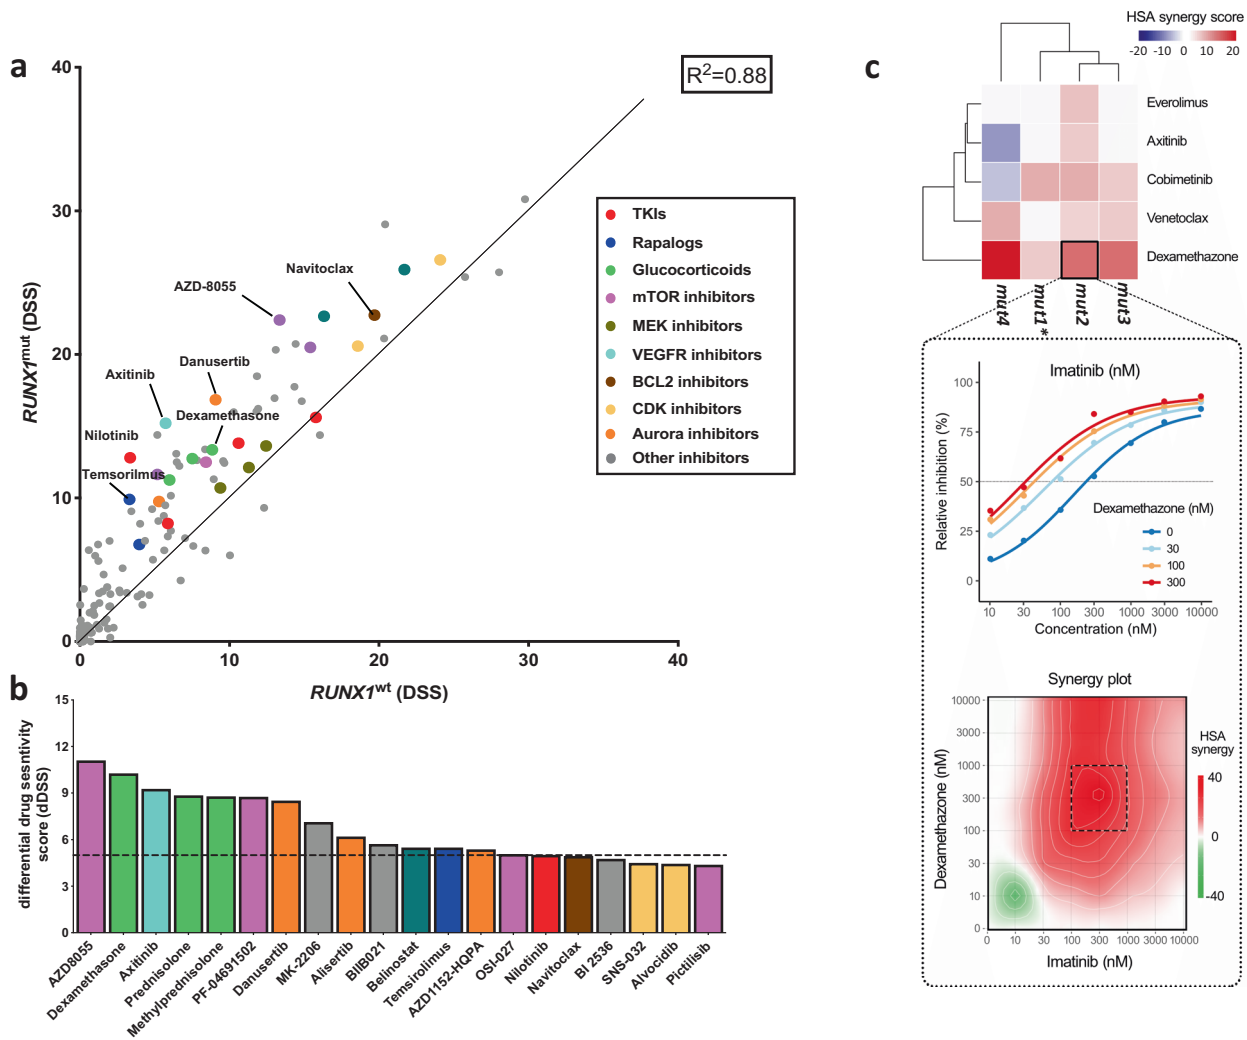 a
40
30
20
10
0
0
10
20
30
40
RUNX1mut (DSS)
RUNX1wt (DSS)
R2=0.88
Navitoclax
AZD-8055
Danusertib
Axitinib
Dexamethasone
Nilotinib
Temsorilmus
TKIs
Rapalogs
Glucocorticoids
mTOR inhibitors
MEK inhibitors
VEGFR inhibitors
BCL2 inhibitors
CDK inhibitors
Aurora inhibitors
Other inhibitors
b
differential drug sesntivity
score (dDSS)
15
12
9
6
3
0
AZD8055
Dexamethasone
Axitinib
Prednisolone
Methylprednisolone
PF-04691502
Danusertib
MK-2206
Alisertib
BIIB021
Belinostat
Temsirolimus
AZD1152-HQPA
OSI-027
Nilotinib
Navitoclax
BI 2536
SNS-032
Alvocidib
Pictilisib
c
HSA synergy score
-20 -10 0 10 20
Everolimus
Axitinib
Cobimetinib
Venetoclax
Dexamethazone
mut4
mut1*
mut2
mut3
Imatinib (nM)
Relative inhibition (%)
100
75
50
25
0
Dexamethazone (nM)
0
30
100
300
10 30 100 300 1000 3000 10000
Concentration (nM)
Synergy plot
Dexamethazone (nM)
10000
3000
1000
300
100
30
10
0
0 10 30 100 300 1000 3000 10000
Imatinib (nM)
HSA
synergy
40
0
-40